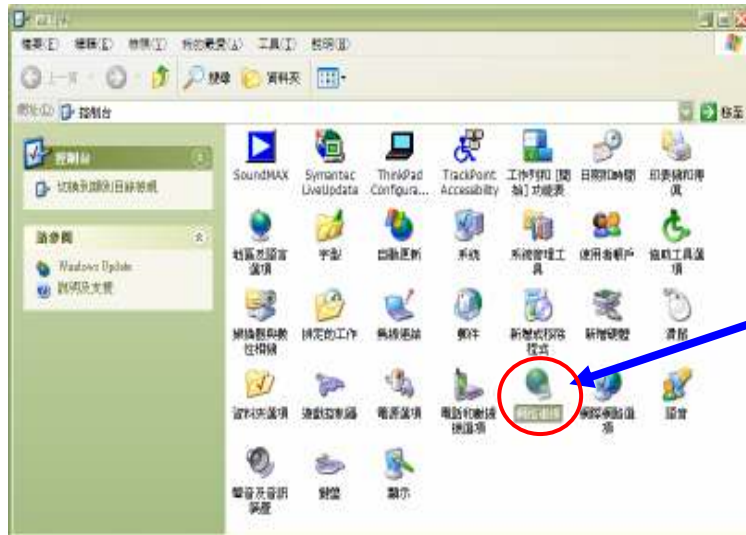 檔案(E) 編輯(E) 檢視(V) 我的最愛(A) 工具(T) 說明(H)
上一頁 搜尋 資料夾
網址(D) 控制台 移至
控制台
切換到類別目錄檢視
請參閱
Windows Update
說明及支援
SoundMAX Symantec LiveUpdate ThinkPad Configura... TrackPoint Accessibility 工作列和 [開始] 功能表 日期和時間 印表機和傳真
地區及語言選項 字型 自動更新 系統 系統管理工具 使用者帳戶 協助工具選項
掃描器與數位相機 排定的工作 無線連結 郵件 新增或移除程式 新增硬體 滑鼠
資料夾選項 遊戲控制器 電源選項 電話和數據機選項 網路連線 網際網路選項 語音
聲音及音訊裝置 鍵盤 顯示